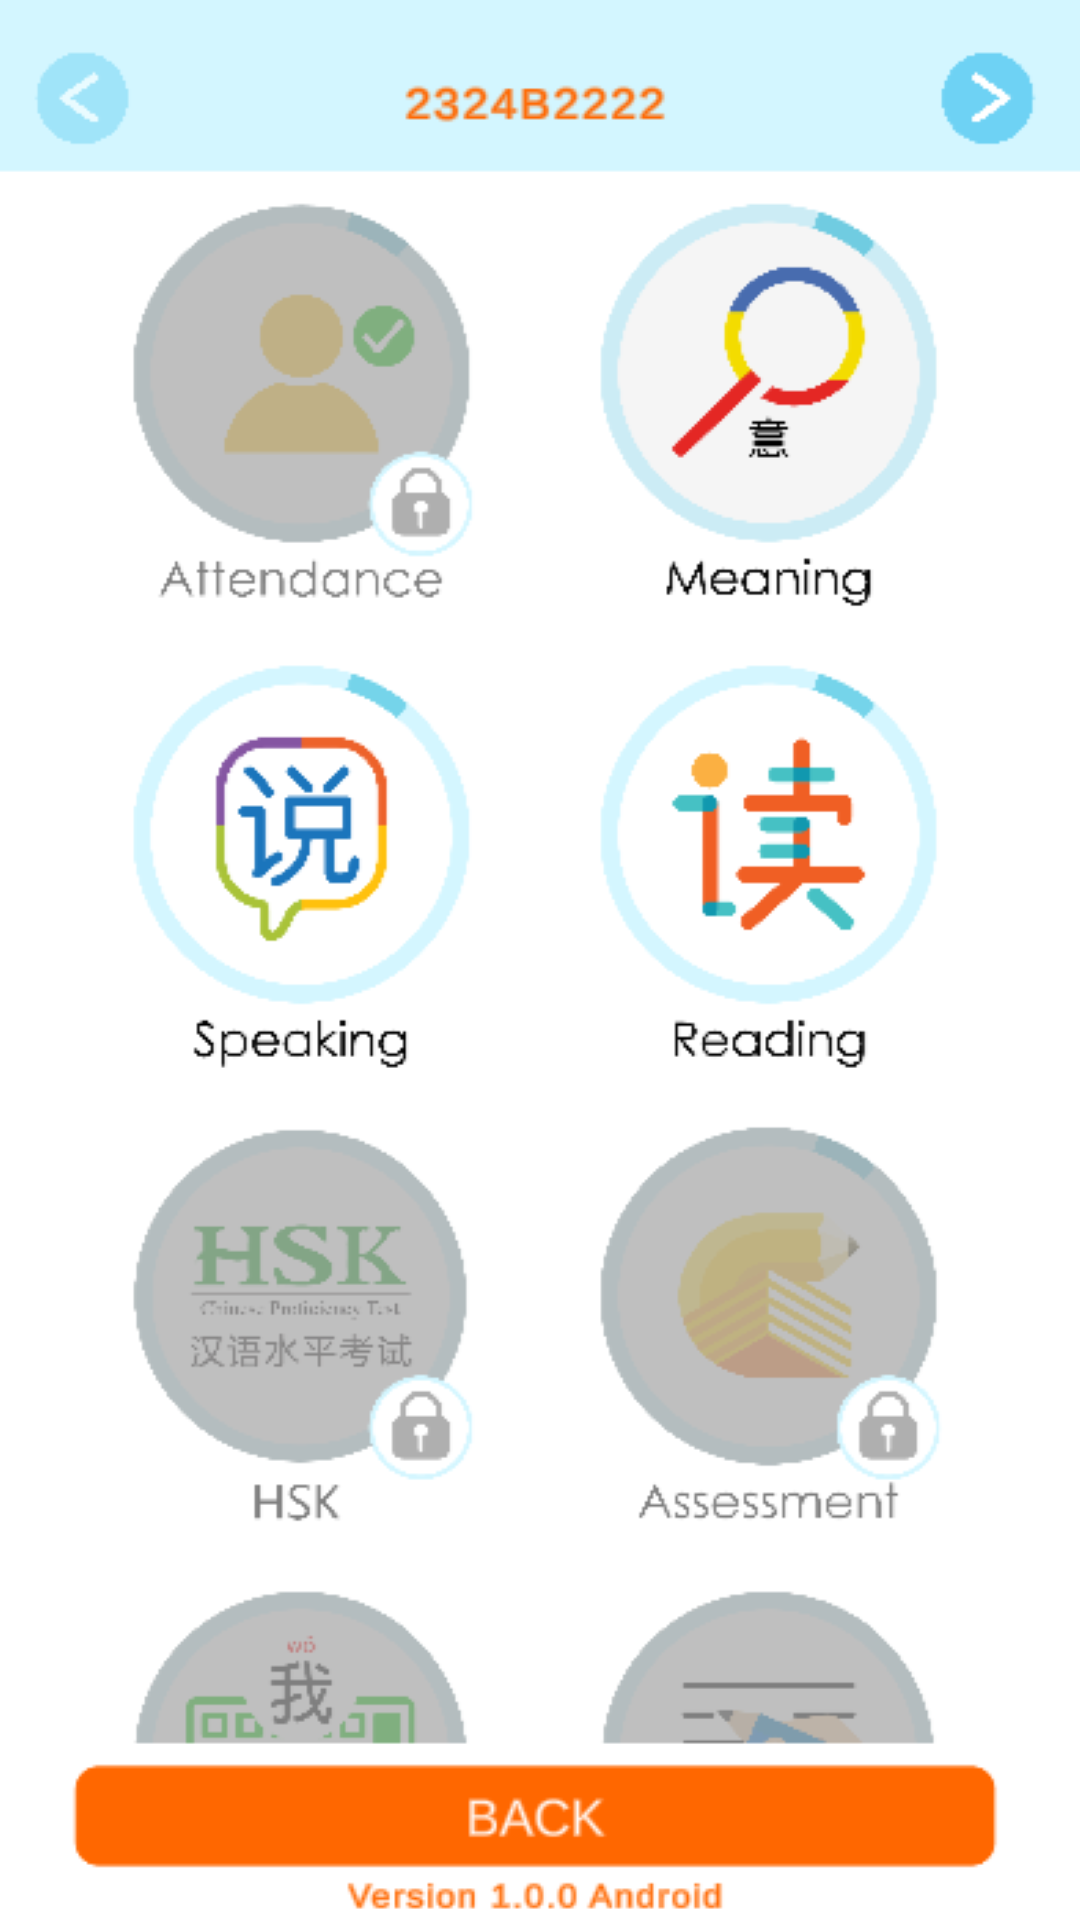 2324B2222
意
Attendance
Meaning
说
读
Speaking
Reading
HSK
Chinese Proficiency Test
汉语水平考试
HSK
Assessment
wǒ
我
BACK
Version 1.0.0 Android